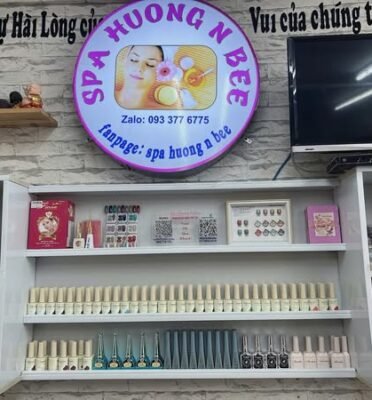 ự Hài Lòng củ
Vui của chúng t
SPA HUONG N BEE
Zalo: 093 377 6775
fanpage: spa huong n bee